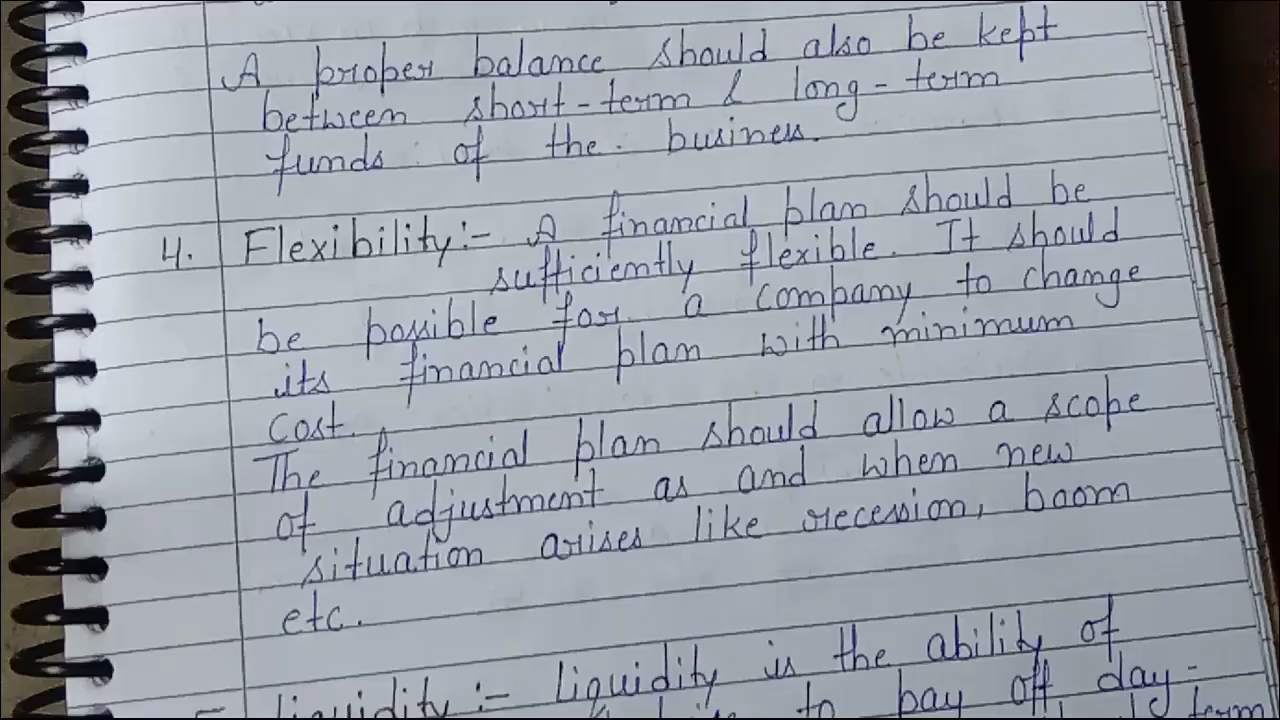 A proper balance should also be kept
between short-term & long-term
funds of the business.
4. Flexibility:- A financial plan should be
sufficiently flexible. It should
be possible for a company to change
its financial plan with minimum
cost.
The financial plan should allow a scope
of adjustment as and when new
situation arises like recession, boom
etc.
liquidity:- liquidity is the ability of
to pay off day-
term